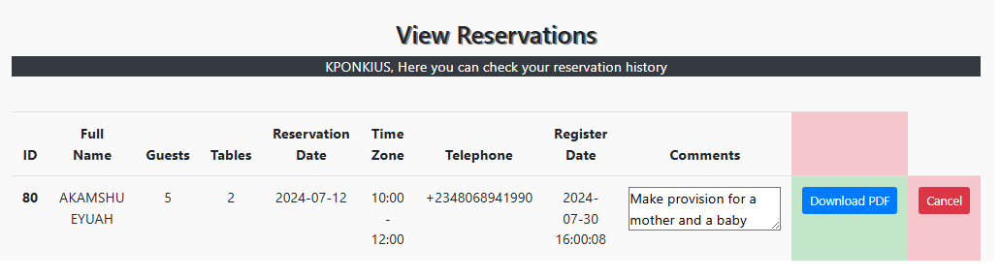 View Reservations
KPONKIUS, Here you can check your reservation history
ID Full Name Guests Tables Reservation Date Time Zone Telephone Register Date Comments
80 AKAMSHU EYUAH 5 2 2024-07-12 10:00 - 12:00 +2348068941990 2024-07-30 16:00:08 Make provision for a mother and a baby Download PDF Cancel